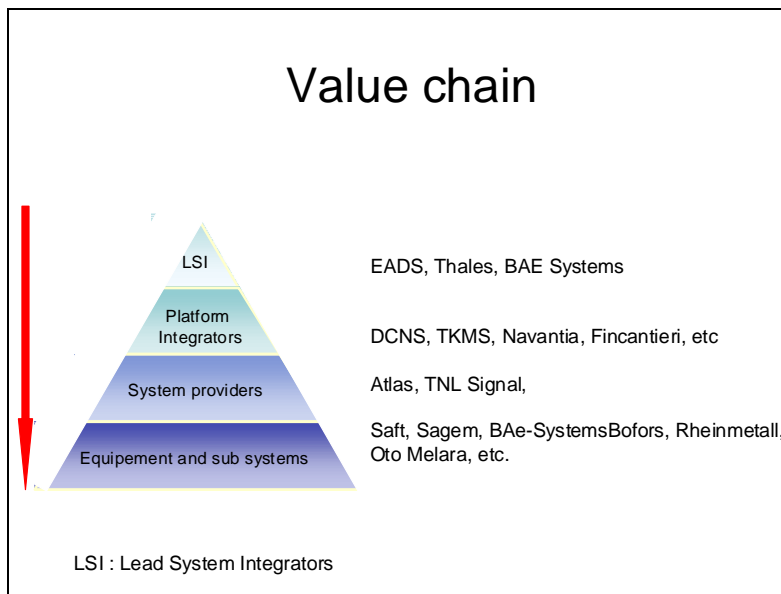 Value chain
LSI
EADS, Thales, BAE Systems
Platform
Integrators
DCNS, TKMS, Navantia, Fincantieri, etc
System providers
Atlas, TNL Signal,
Equipement and sub systems
Saft, Sagem, BAe-SystemsBofors, Rheinmetall,
Oto Melara, etc.
LSI : Lead System Integrators